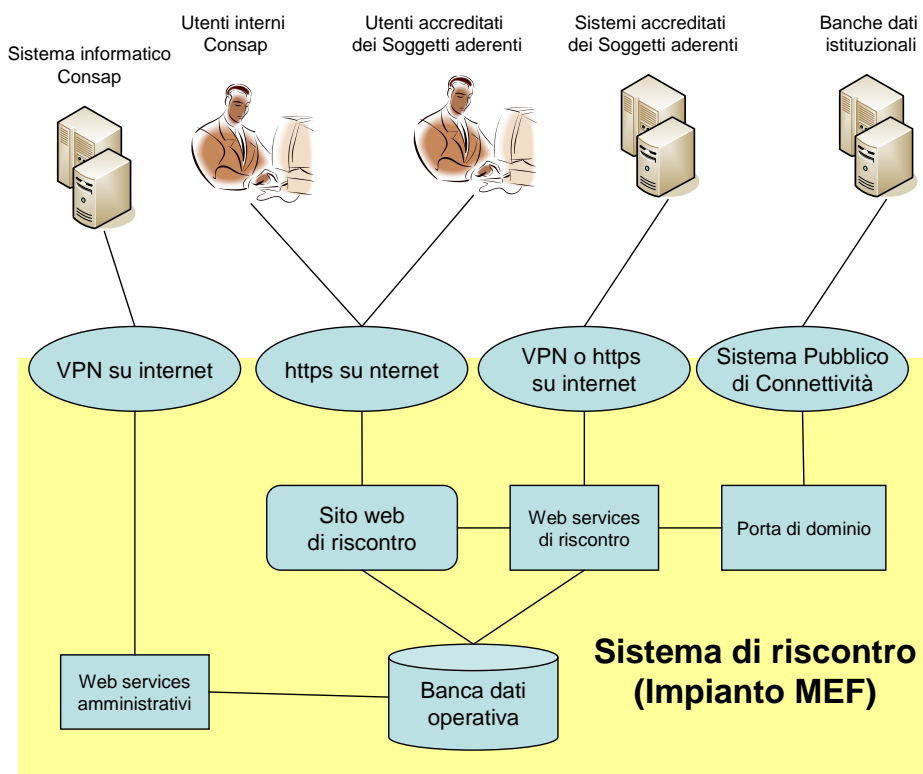 Sistema informatico
Consap
Utenti interni
Consap
Utenti accreditati
dei Soggetti aderenti
Sistemi accreditati
dei Soggetti aderenti
Banche dati
istituzionali
VPN su internet
https su nternet
VPN o https
su internet
Sistema Pubblico
di Connettività
Sito web
di riscontro
Web services
di riscontro
Porta di dominio
Web services
amministrativi
Banca dati
operativa
Sistema di riscontro
(Impianto MEF)